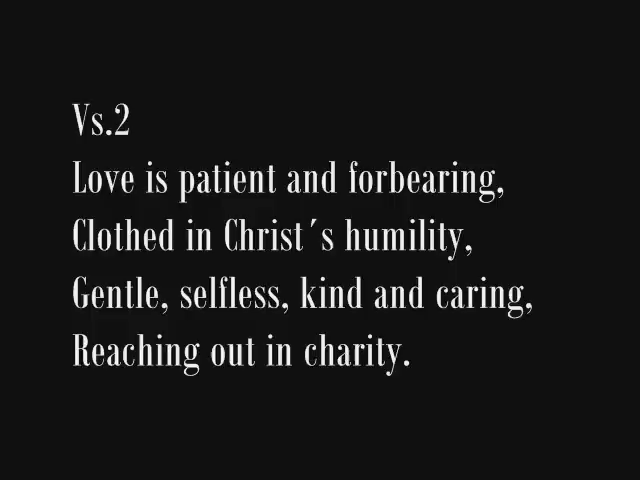 Vs.2
Love is patient and forbearing,
Clothed in Christ´s humility,
Gentle, selfless, kind and caring,
Reaching out in charity.